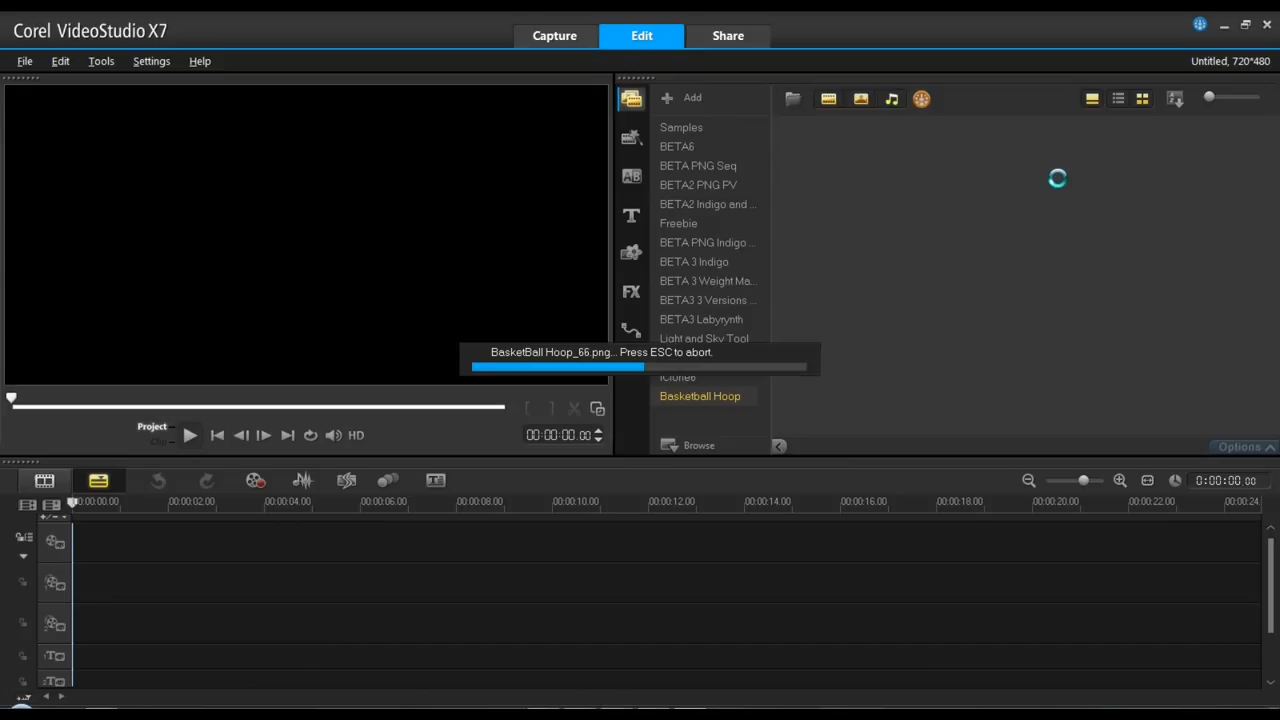 Corel VideoStudio X7
Capture
Edit
Share
File
Edit
Tools
Settings
Help
Untitled, 720*480
Add
Samples
BETA6
BETA PNG Seq
BETA2 PNG PV
BETA2 Indigo and ...
Freebie
BETA PNG Indigo ...
BETA 3 Indigo
BETA 3 Weight Ma...
BETA3 3 Versions ...
BETA3 Labyrynth
Light and Sky Tool
BasketBall Hoop_66.png... Press ESC to abort.
iClone6
Basketball Hoop
Browse
Options
Project
Clip
HD
00:00:00.00
AB
T
FX
0:00:00.00
00:00:00.00
00:00:02.00
00:00:04.00
00:00:06.00
00:00:08.00
00:00:10.00
00:00:12.00
00:00:14.00
00:00:16.00
00:00:18.00
00:00:20.00
00:00:22.00
00:00:24